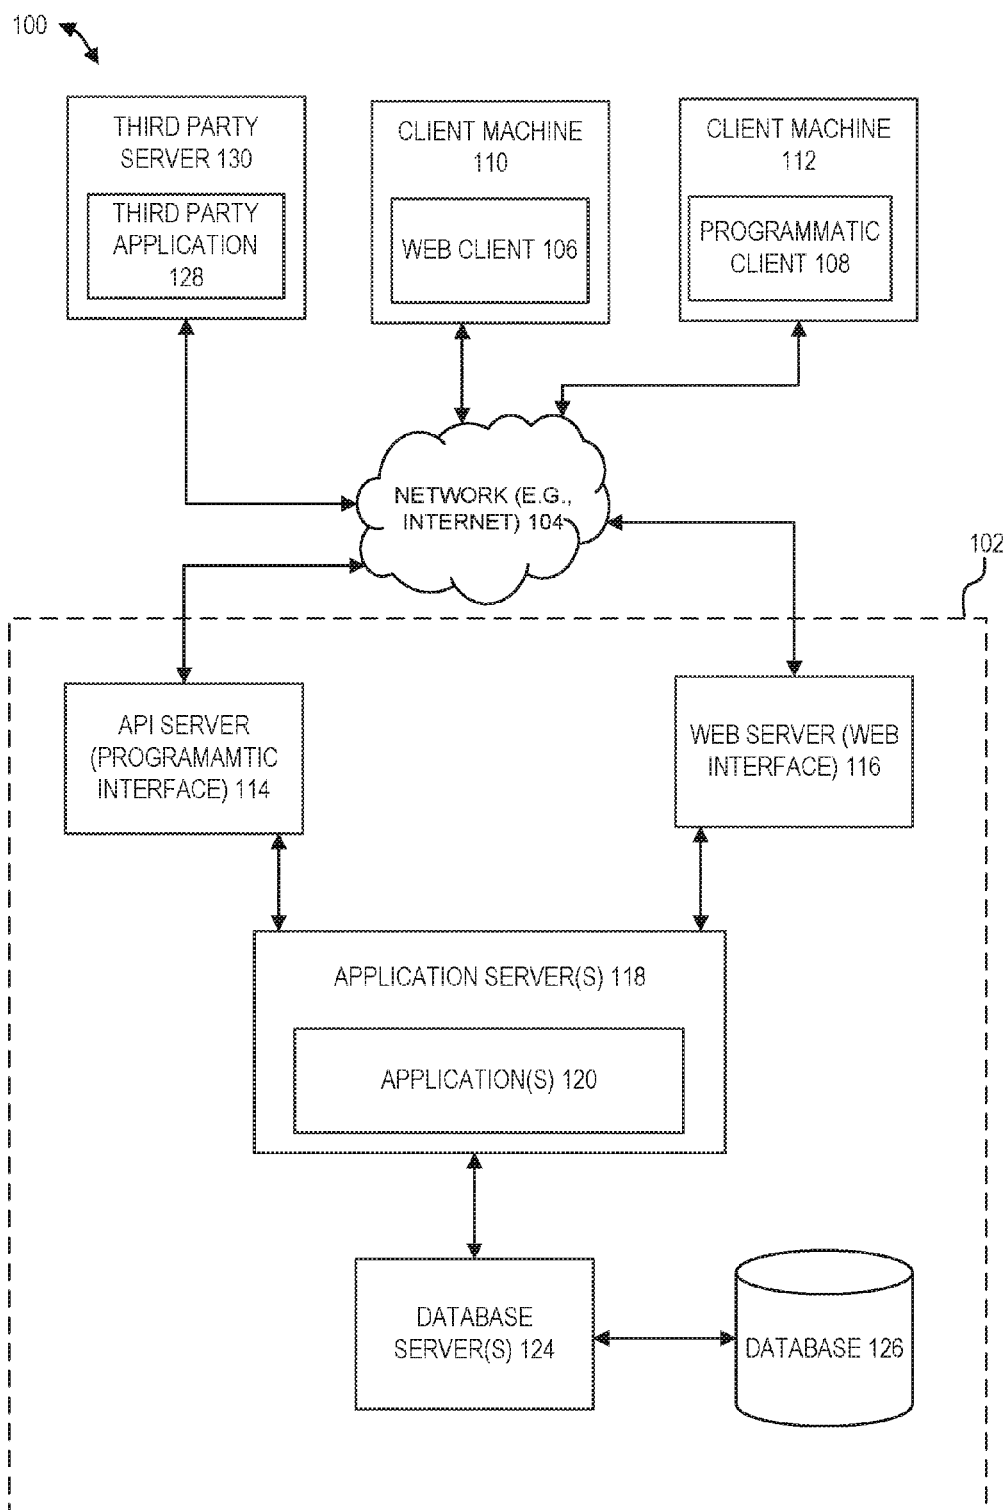 100
THIRD PARTY
SERVER 130
THIRD PARTY
APPLICATION
128
CLIENT MACHINE
110
WEB CLIENT 106
CLIENT MACHINE
112
PROGRAMMATIC
CLIENT 108
NETWORK (E.G.,
INTERNET) 104
102
API SERVER
(PROGRAMAMTIC
INTERFACE) 114
WEB SERVER (WEB
INTERFACE) 116
APPLICATION SERVER(S) 118
APPLICATION(S) 120
DATABASE
SERVER(S) 124
DATABASE 126